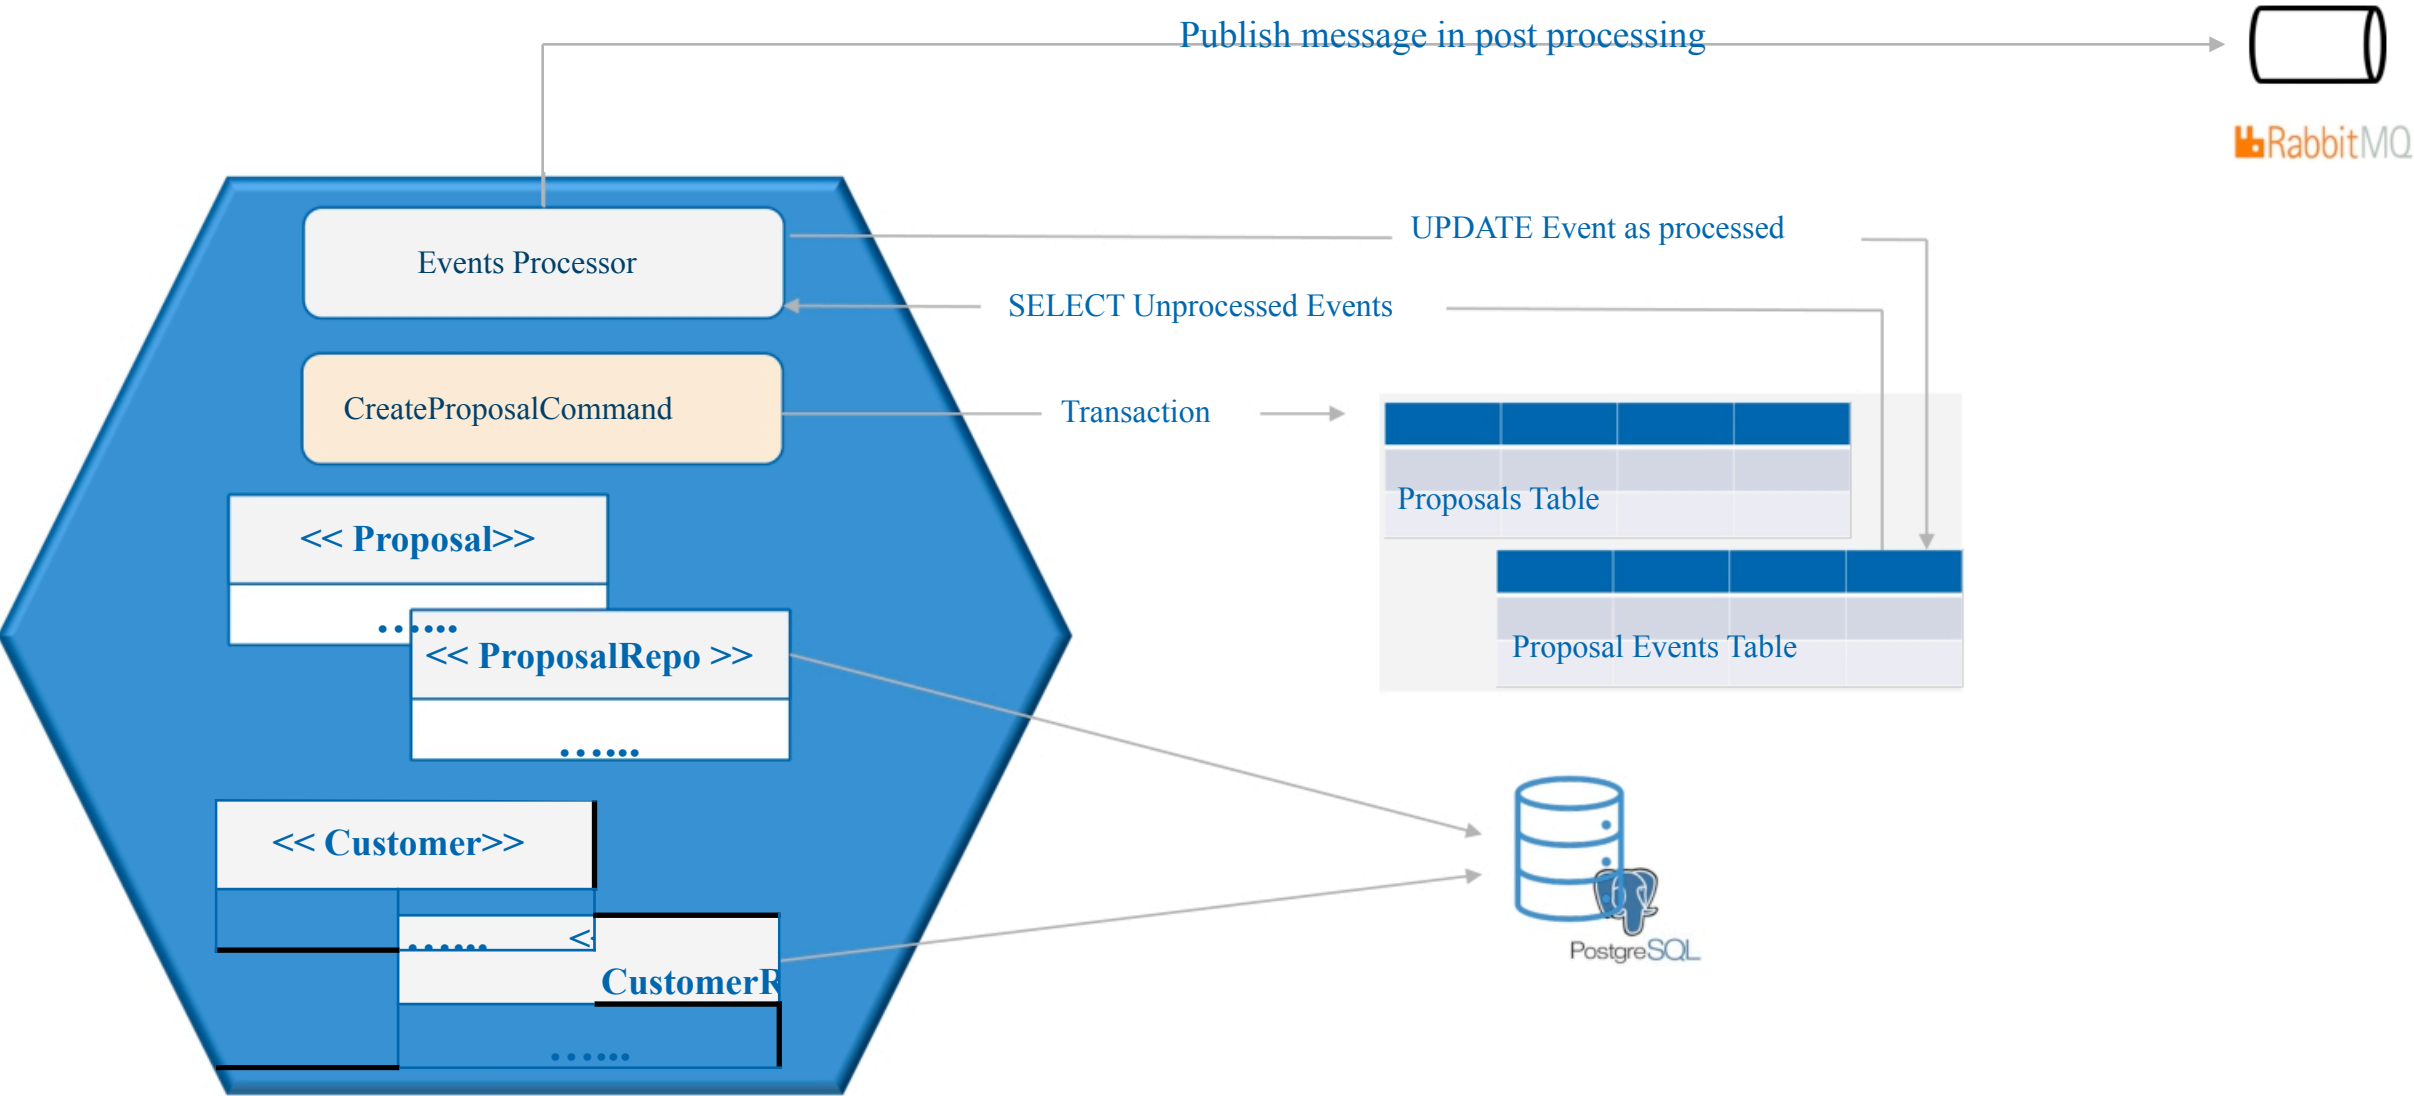 Publish message in post processing
RabbitMQ
UPDATE Event as processed
Events Processor
SELECT Unprocessed Events
CreateProposalCommand
Transaction
Proposals Table
<< Proposal>>
......
<< ProposalRepo >>
......
Proposal Events Table
<< Customer>>
......
<
CustomerR
......
PostgreSQL